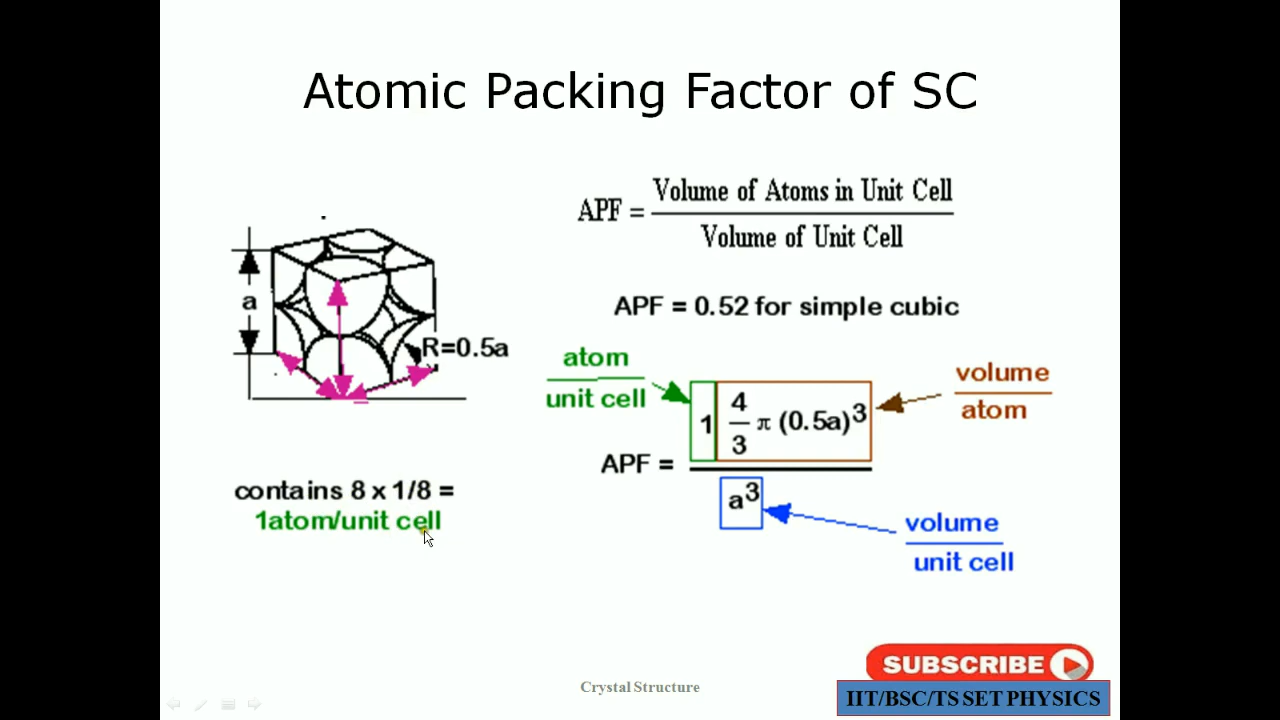 Atomic Packing Factor of SC
APF = Volume of Atoms in Unit Cell
Volume of Unit Cell
APF = 0.52 for simple cubic
a
R=0.5a
contains 8 x 1/8 =
1atom/unit cell
atom
unit cell
volume
atom
APF =
1 4/3 π (0.5a)³
a³
volume
unit cell
Crystal Structure
SUBSCRIBE
IIT/BSC/TS SET PHYSICS